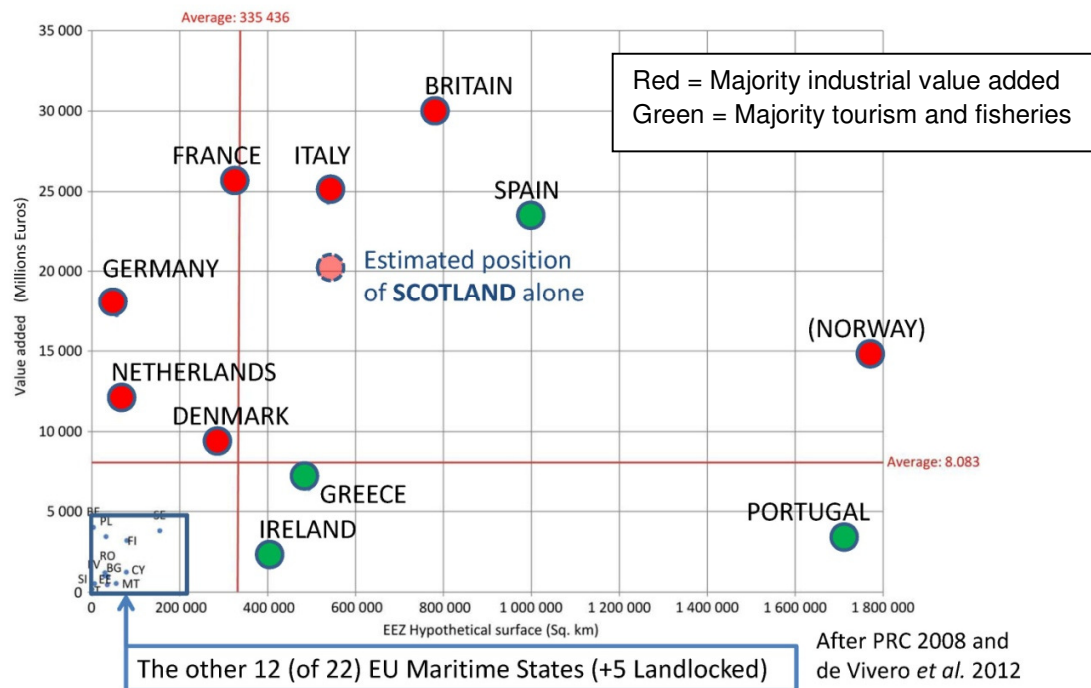 Average: 335 436
35 000
30 000
25 000
20 000
15 000
10 000
5 000
0
Value added (Millions Euros)
Red = Majority industrial value added
Green = Majority tourism and fisheries
BRITAIN
FRANCE
ITALY
SPAIN
Estimated position
of SCOTLAND alone
GERMANY
(NORWAY)
NETHERLANDS
DENMARK
Average: 8.083
GREECE
PORTUGAL
IRELAND
PL
SE
FI
RO
BG
CY
SI
EE
MT
0
200 000
400 000
600 000
800 000
1 000 000
1 200 000
1 400 000
1 600 000
1 800 000
EEZ Hypothetical surface (Sq. km)
The other 12 (of 22) EU Maritime States (+5 Landlocked)
After PRC 2008 and
de Vivero et al. 2012